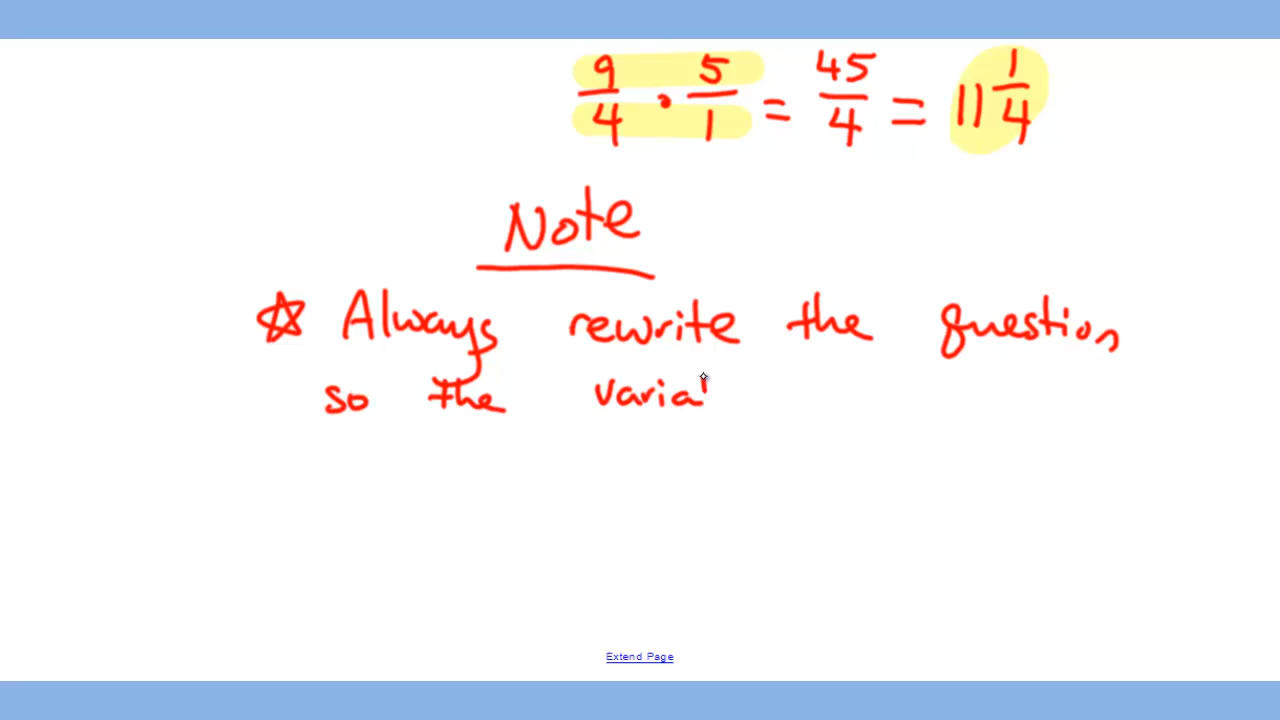 9/4 · 5/1 = 45/4 = 11 1/4
Note
☆ Always rewrite the question
so the
Extend Page